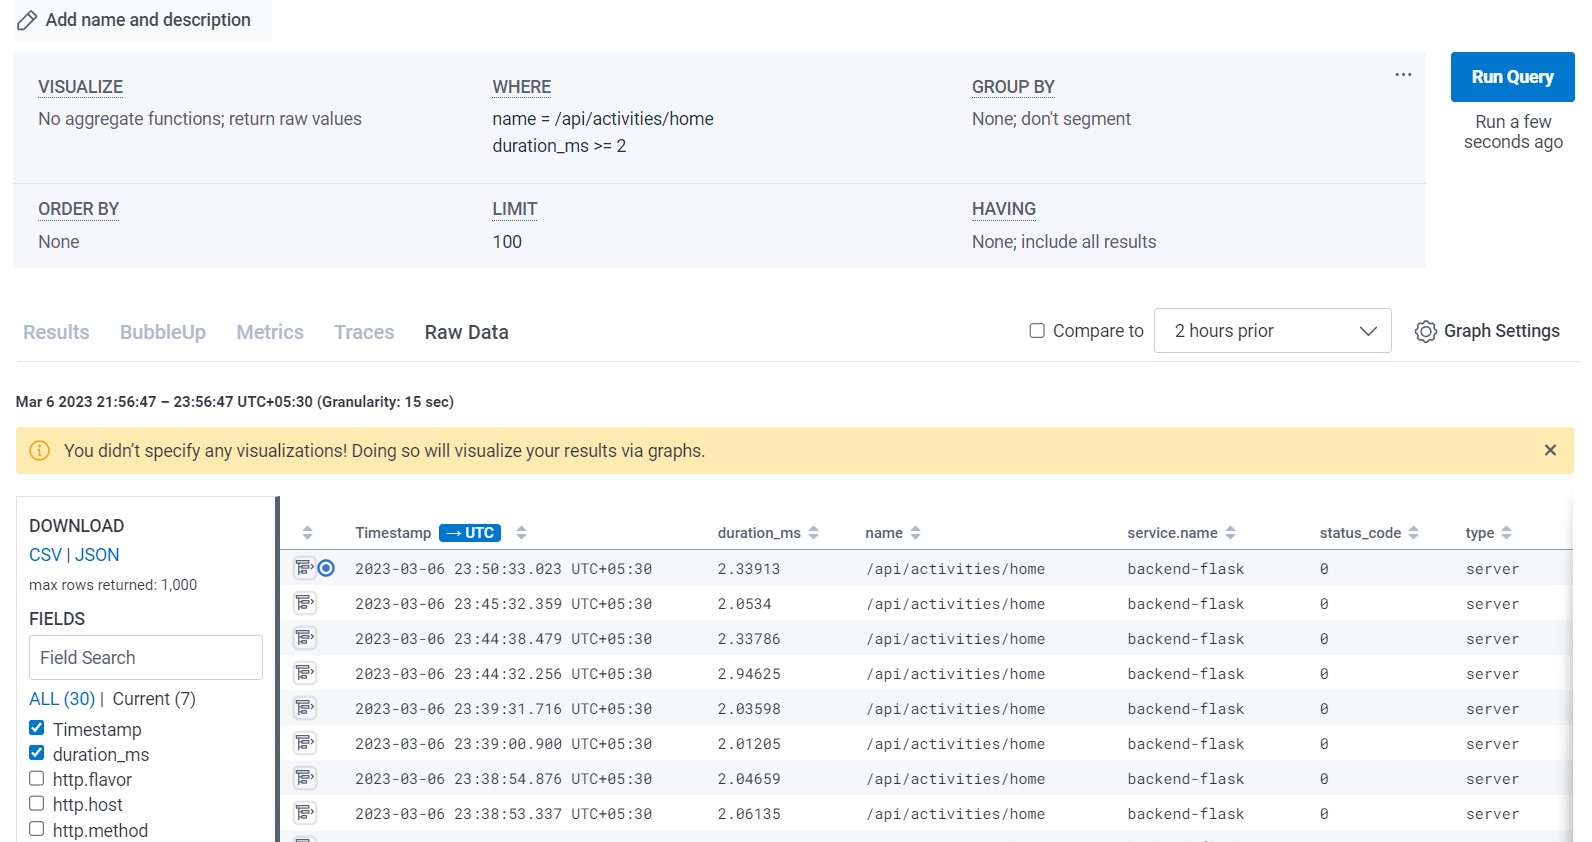 Add name and description
VISUALIZE WHERE GROUP BY ...
No aggregate functions; return raw values name = /api/activities/home None; don't segment
duration_ms >= 2
Run Query
Run a few
seconds ago
ORDER BY LIMIT HAVING
None 100 None; include all results
Results BubbleUp Metrics Traces Raw Data Compare to 2 hours prior Graph Settings
Mar 6 2023 21:56:47 – 23:56:47 UTC+05:30 (Granularity: 15 sec)
You didn’t specify any visualizations! Doing so will visualize your results via graphs.
DOWNLOAD
CSV | JSON
max rows returned: 1,000
FIELDS
Field Search
ALL (30) | Current (7)
Timestamp
duration_ms
http.flavor
http.host
http.method
Timestamp → UTC duration_ms name service.name status_code type
2023-03-06 23:50:33.023 UTC+05:30 2.33913 /api/activities/home backend-flask 0 server
2023-03-06 23:45:32.359 UTC+05:30 2.0534 /api/activities/home backend-flask 0 server
2023-03-06 23:44:38.479 UTC+05:30 2.33786 /api/activities/home backend-flask 0 server
2023-03-06 23:44:32.256 UTC+05:30 2.94625 /api/activities/home backend-flask 0 server
2023-03-06 23:39:31.716 UTC+05:30 2.03598 /api/activities/home backend-flask 0 server
2023-03-06 23:39:00.900 UTC+05:30 2.01205 /api/activities/home backend-flask 0 server
2023-03-06 23:38:54.876 UTC+05:30 2.04659 /api/activities/home backend-flask 0 server
2023-03-06 23:38:53.337 UTC+05:30 2.06135 /api/activities/home backend-flask 0 server